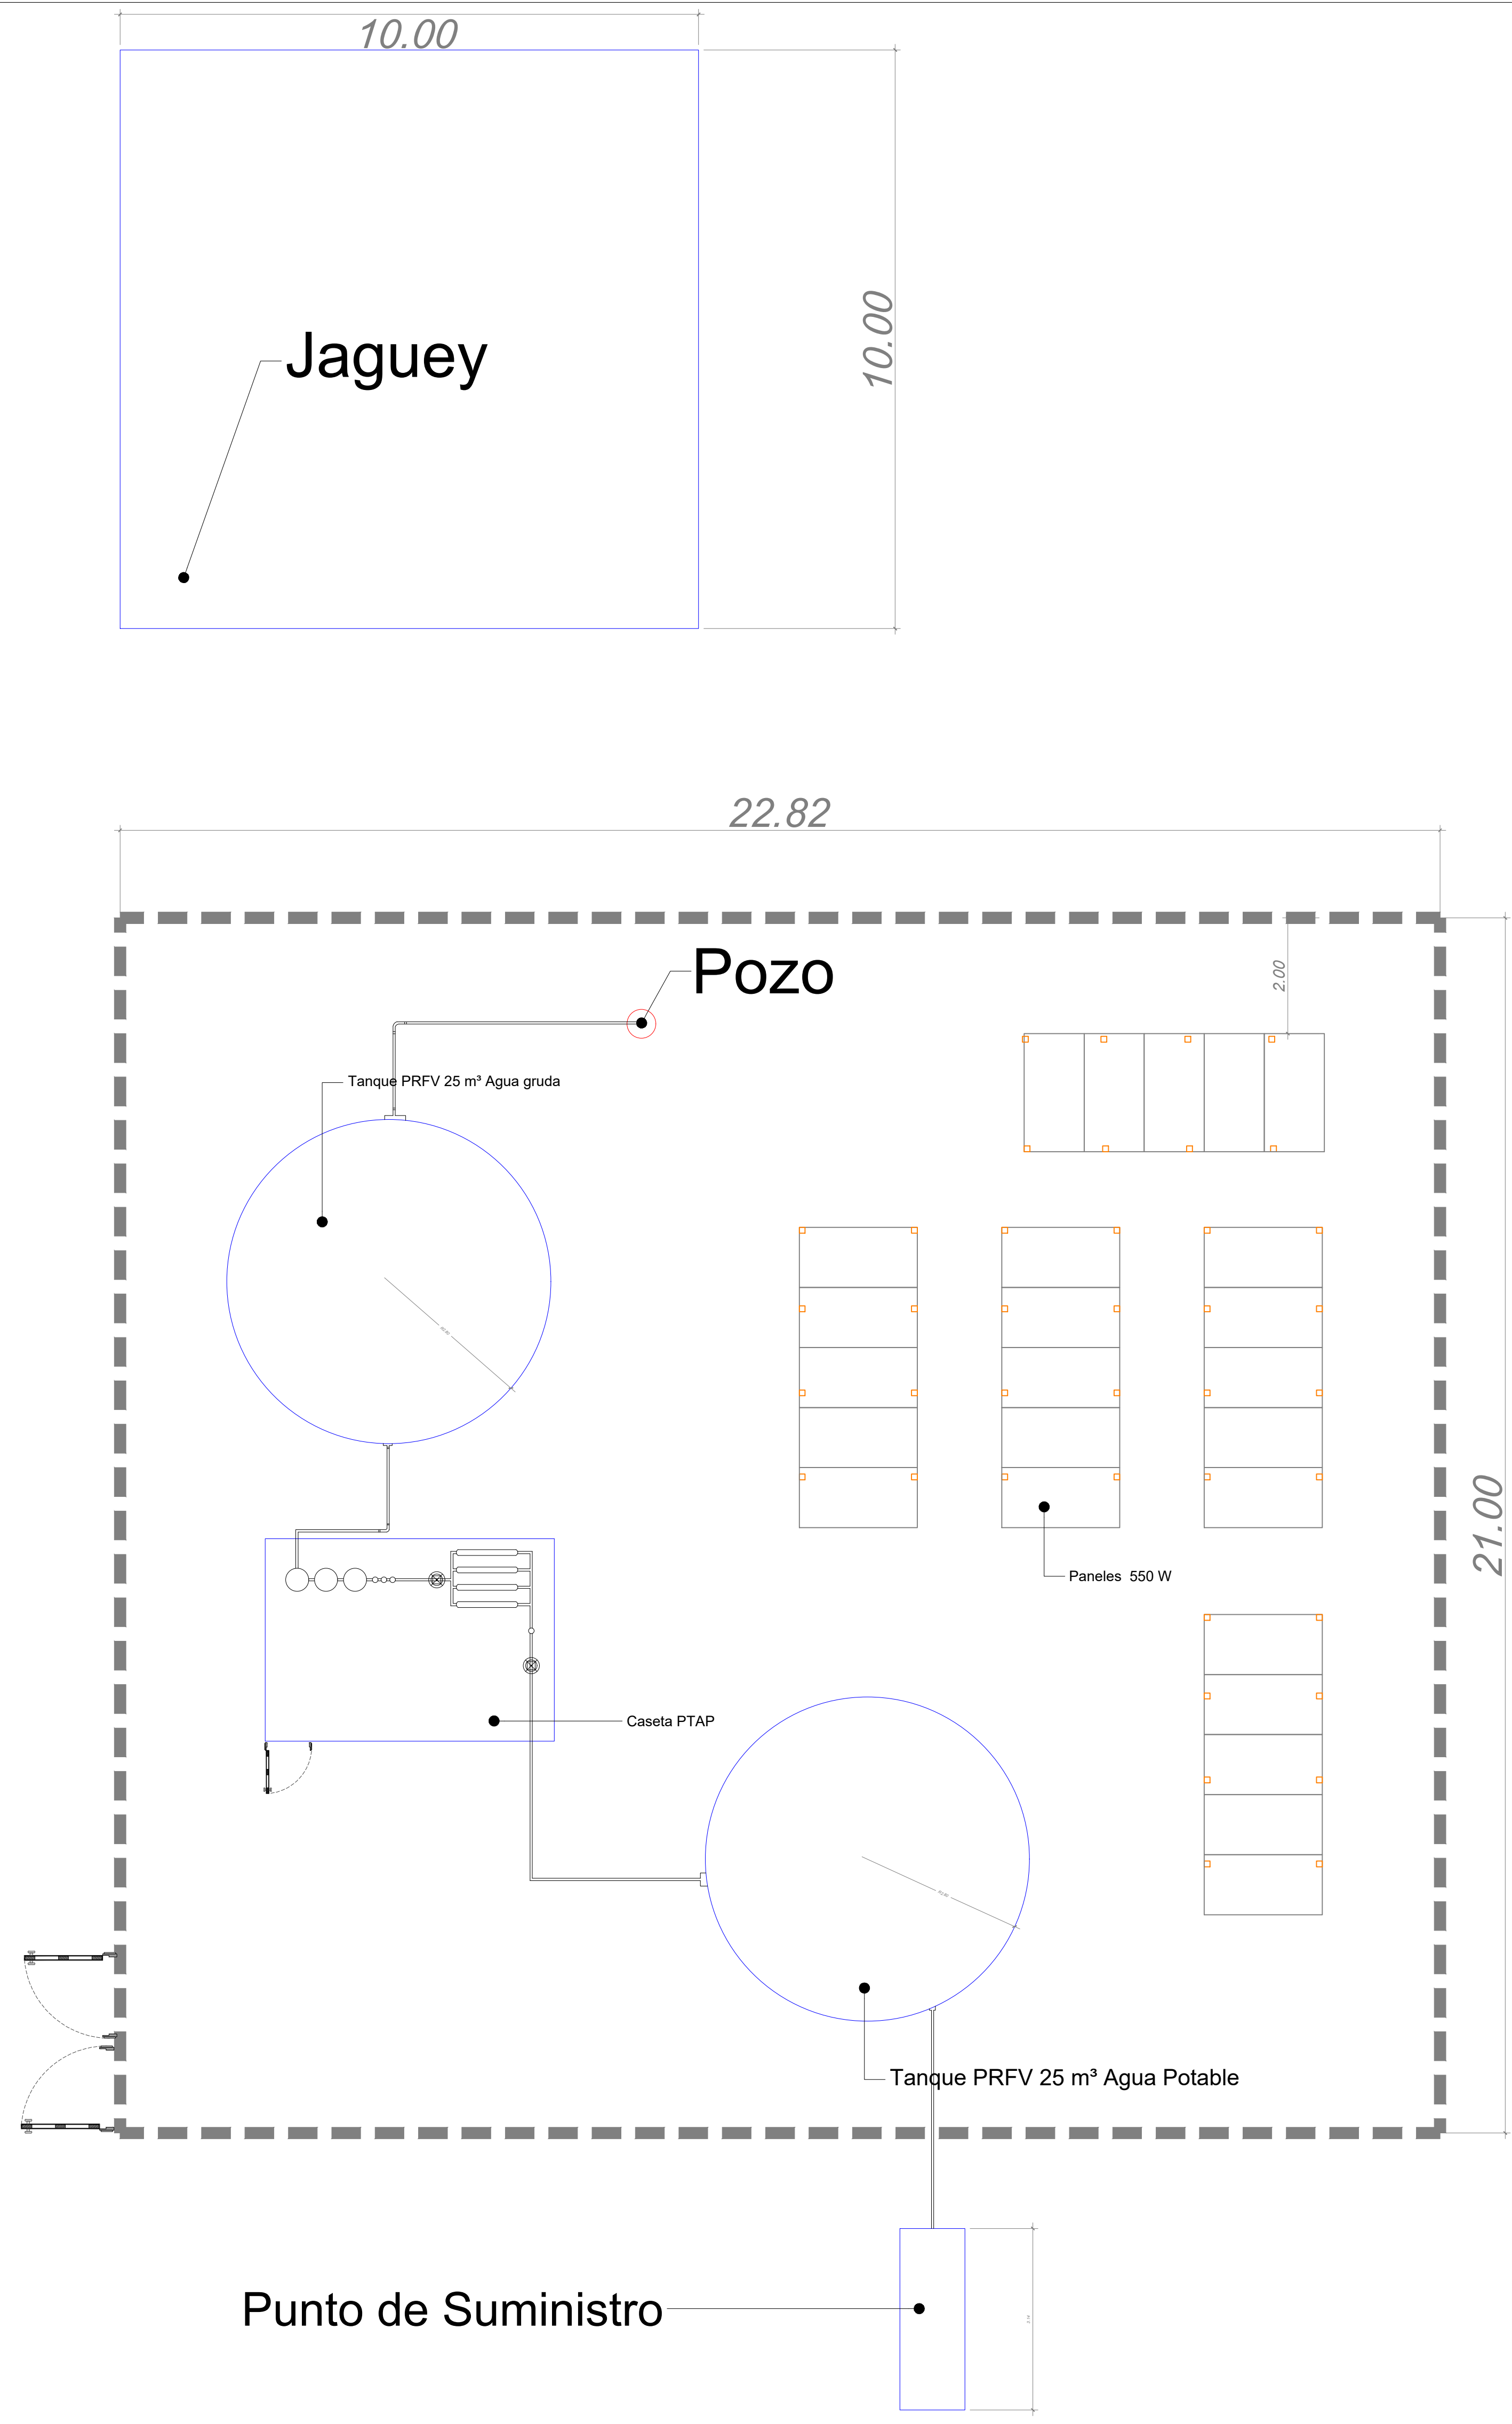 10.00
10.00
Jaguey
22.82
Pozo
2.00
Tanque PRFV 25 m³ Agua gruda
21.00
Paneles 550 W
Caseta PTAP
Tanque PRFV 25 m³ Agua Potable
Punto de Suministro